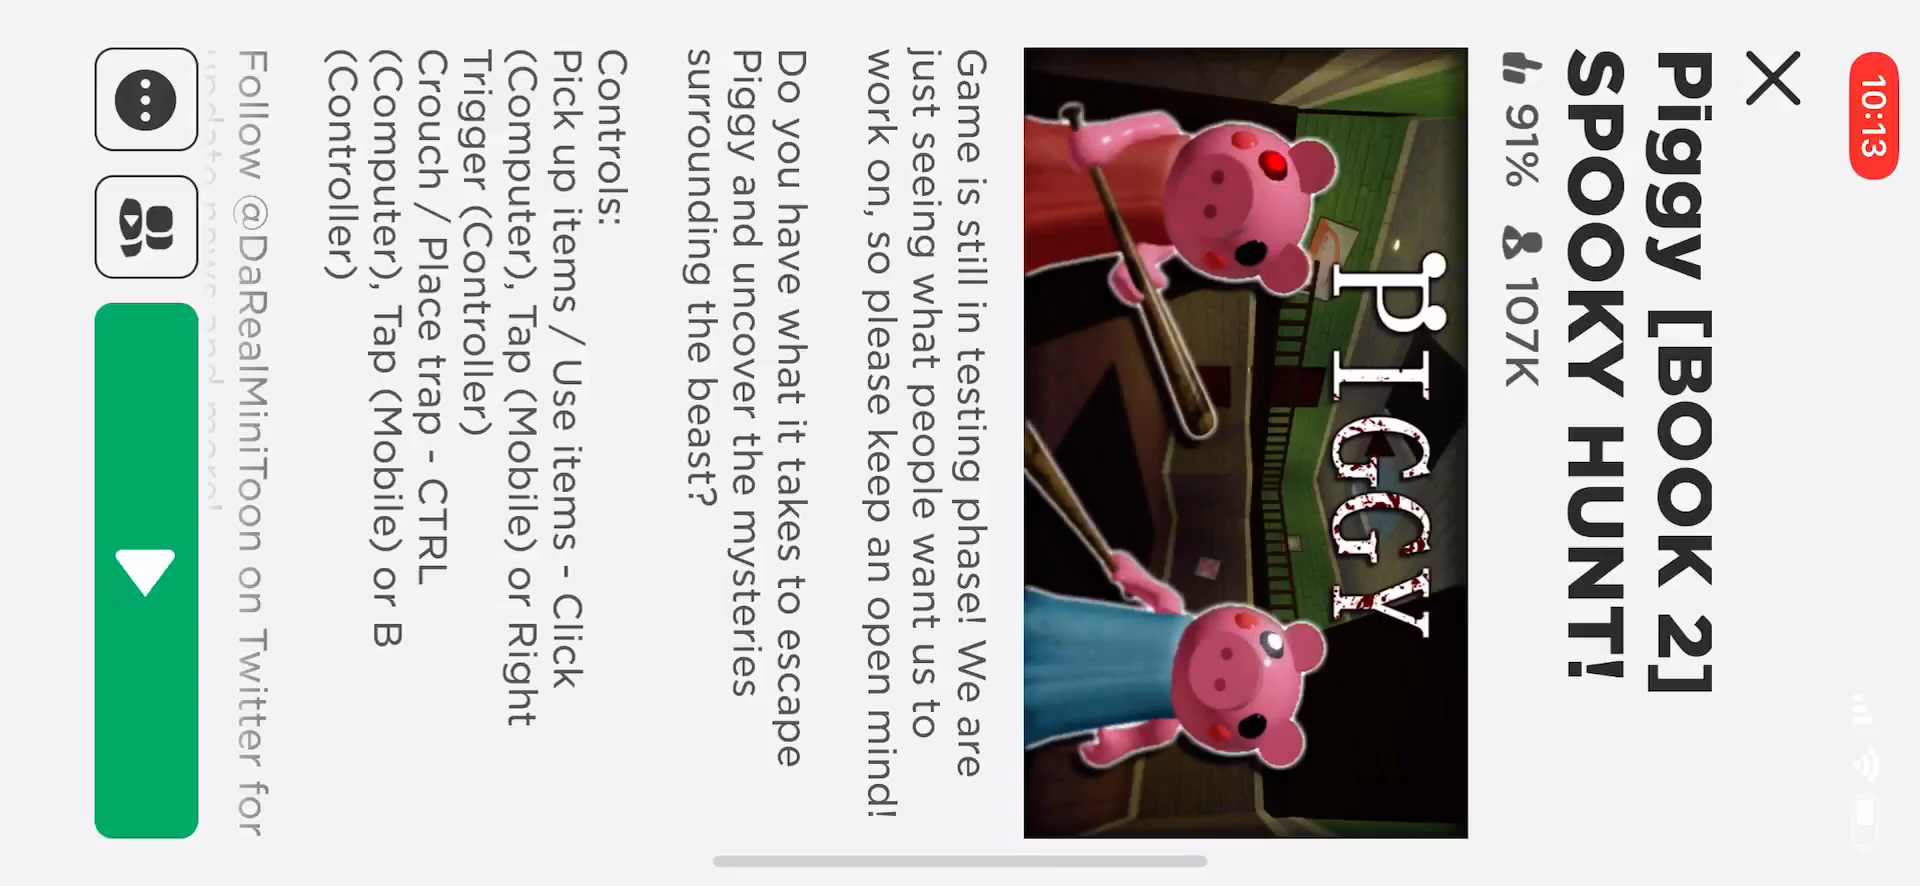 10:13
Piggy [BOOK 2]
SPOOKY HUNT!
91% 107K
PIGGY
Game is still in testing phase! We are
just seeing what people want us to
work on, so please keep an open mind!
Do you have what it takes to escape
Piggy and uncover the mysteries
surrounding the beast?
Controls:
Pick up items / Use items - Click
(Computer), Tap (Mobile) or Right
Trigger (Controller)
Crouch / Place trap - CTRL
(Computer), Tap (Mobile) or B
(Controller)
Follow @DaRealMiniToon on Twitter for
update news and more!